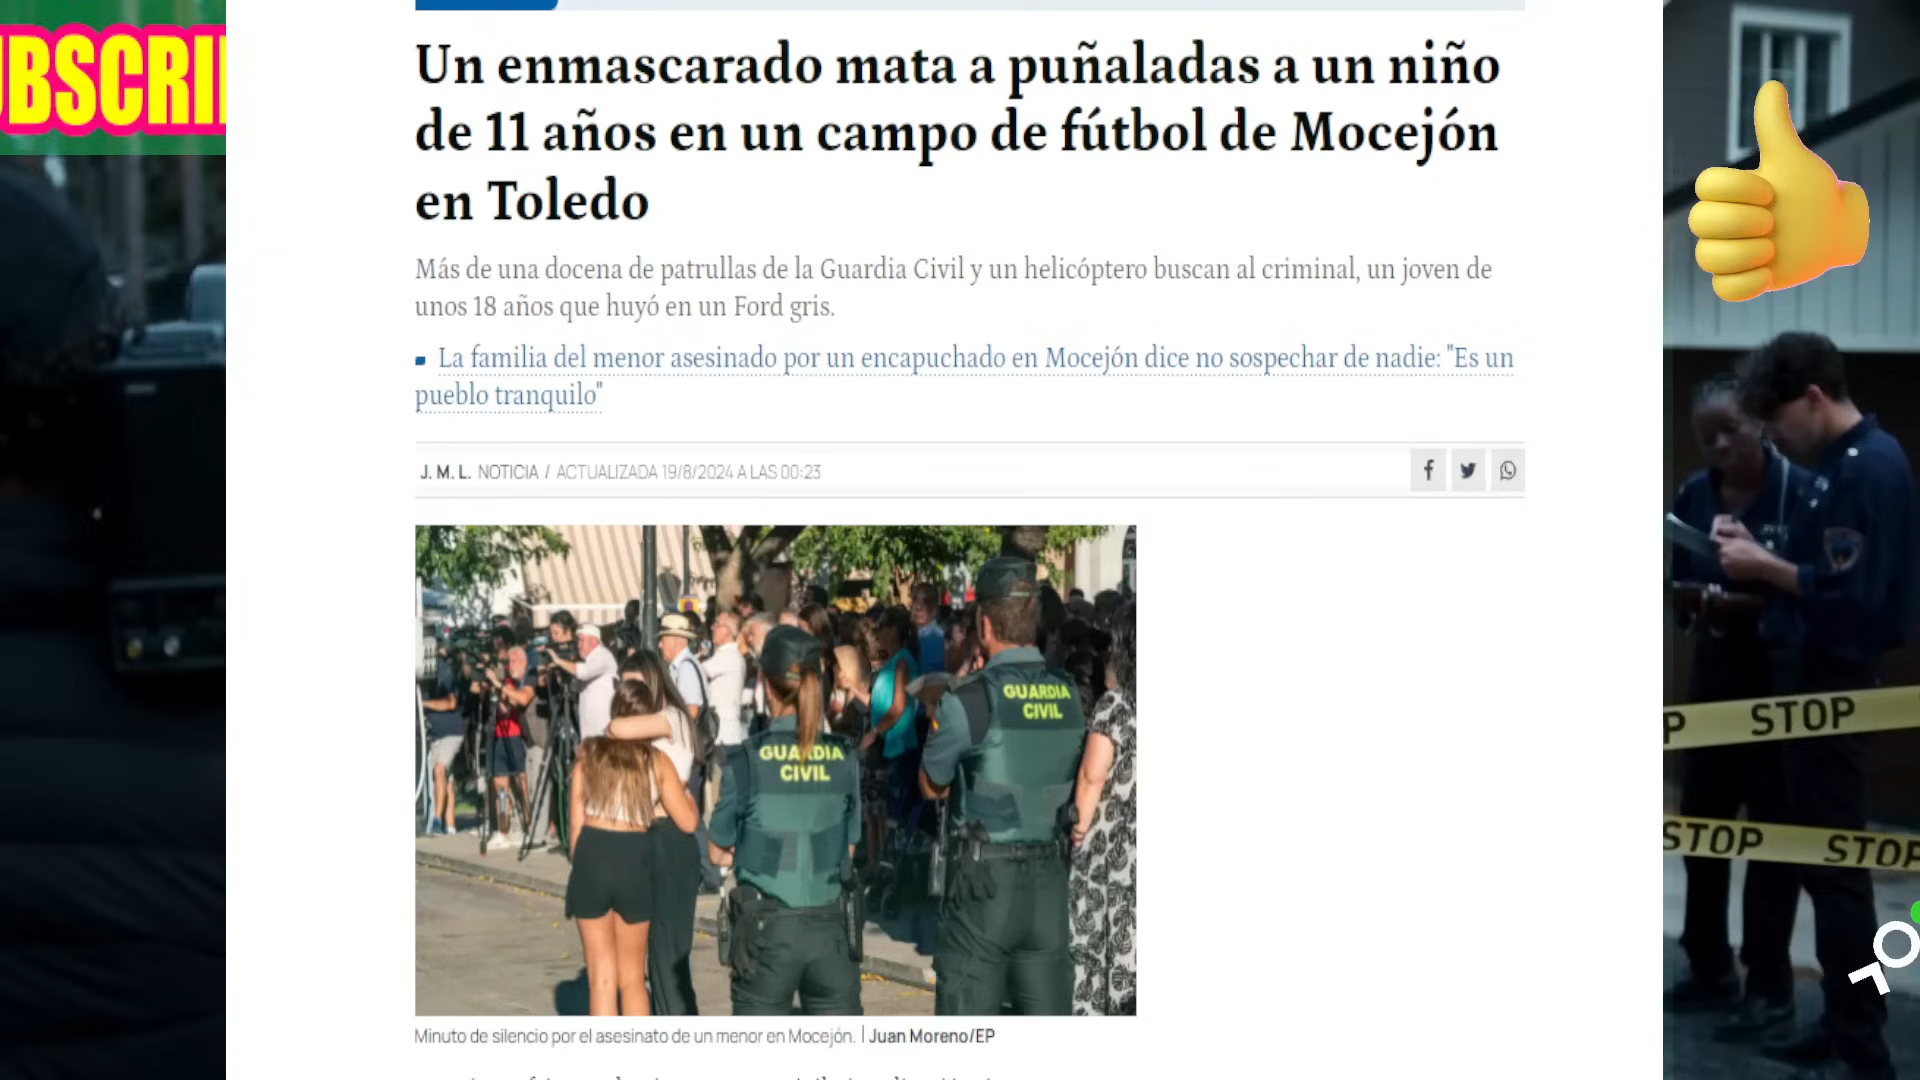 UBSCRI
Un enmascarado mata a puñaladas a un niño
de 11 años en un campo de fútbol de Mocejón
en Toledo
Más de una docena de patrullas de la Guardia Civil y un helicóptero buscan al criminal, un joven de
unos 18 años que huyó en un Ford gris.
La familia del menor asesinado por un encapuchado en Mocejón dice no sospechar de nadie: "Es un
pueblo tranquilo"
J. M. L. NOTICIA / ACTUALIZADA 19/8/2024 A LAS 00:23
GUARDIA
CIVIL
GUARDIA
CIVIL
Minuto de silencio por el asesinato de un menor en Mocejón. | Juan Moreno/EP
P STOP
STOP STOP